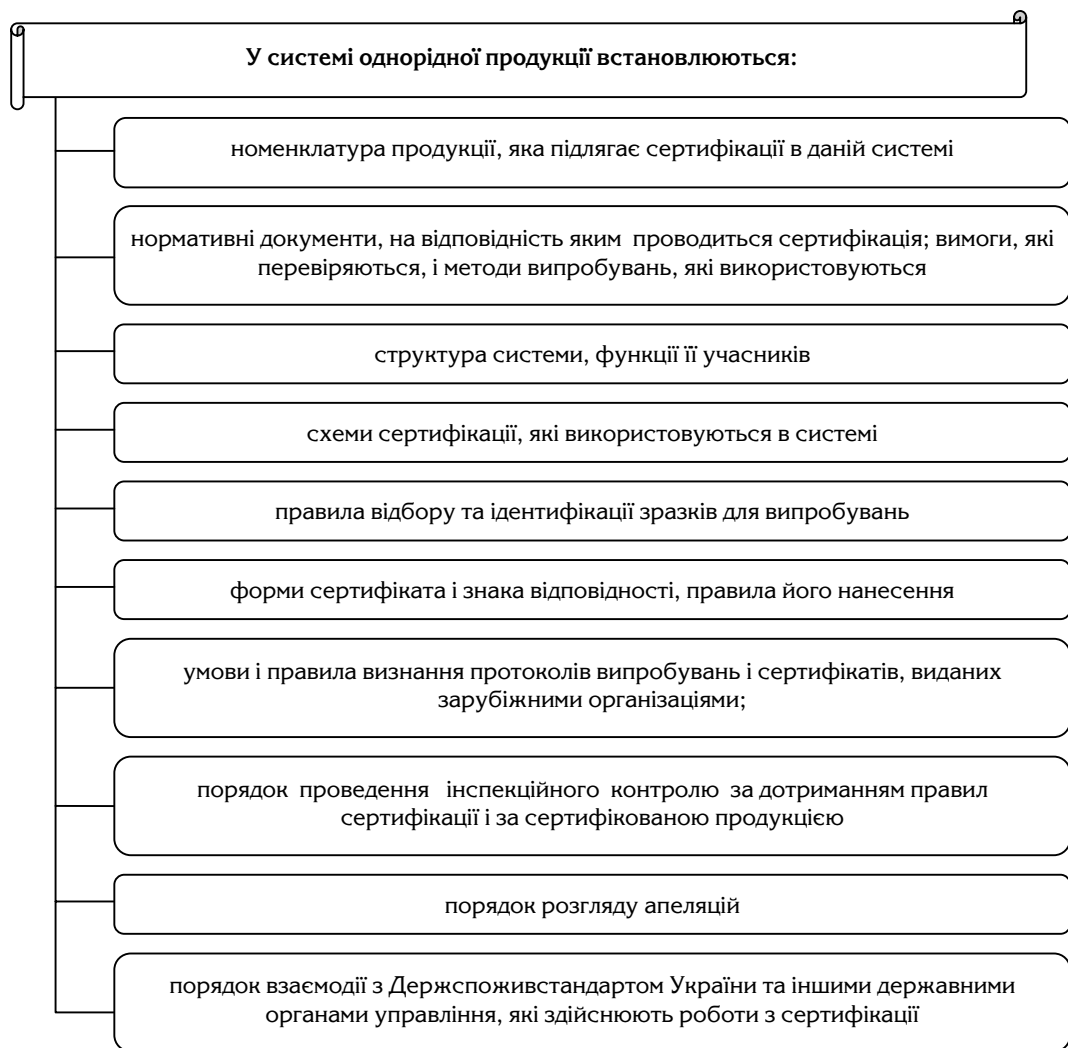 У системі однорідної продукції встановлюються:
номенклатура продукції, яка підлягає сертифікації в даній системі
нормативні документи, на відповідність яким проводиться сертифікація; вимоги, які
перевіряються, і методи випробувань, які використовуються
структура системи, функції її учасників
схеми сертифікації, які використовуються в системі
правила відбору та ідентифікації зразків для випробувань
форми сертифіката і знака відповідності, правила його нанесення
умови і правила визнання протоколів випробувань і сертифікатів, виданих
зарубіжними організаціями;
порядок проведення інспекційного контролю за дотриманням правил
сертифікації і за сертифікованою продукцією
порядок розгляду апеляцій
порядок взаємодії з Держспоживстандартом України та іншими державними
органами управління, які здійснюють роботи з сертифікації